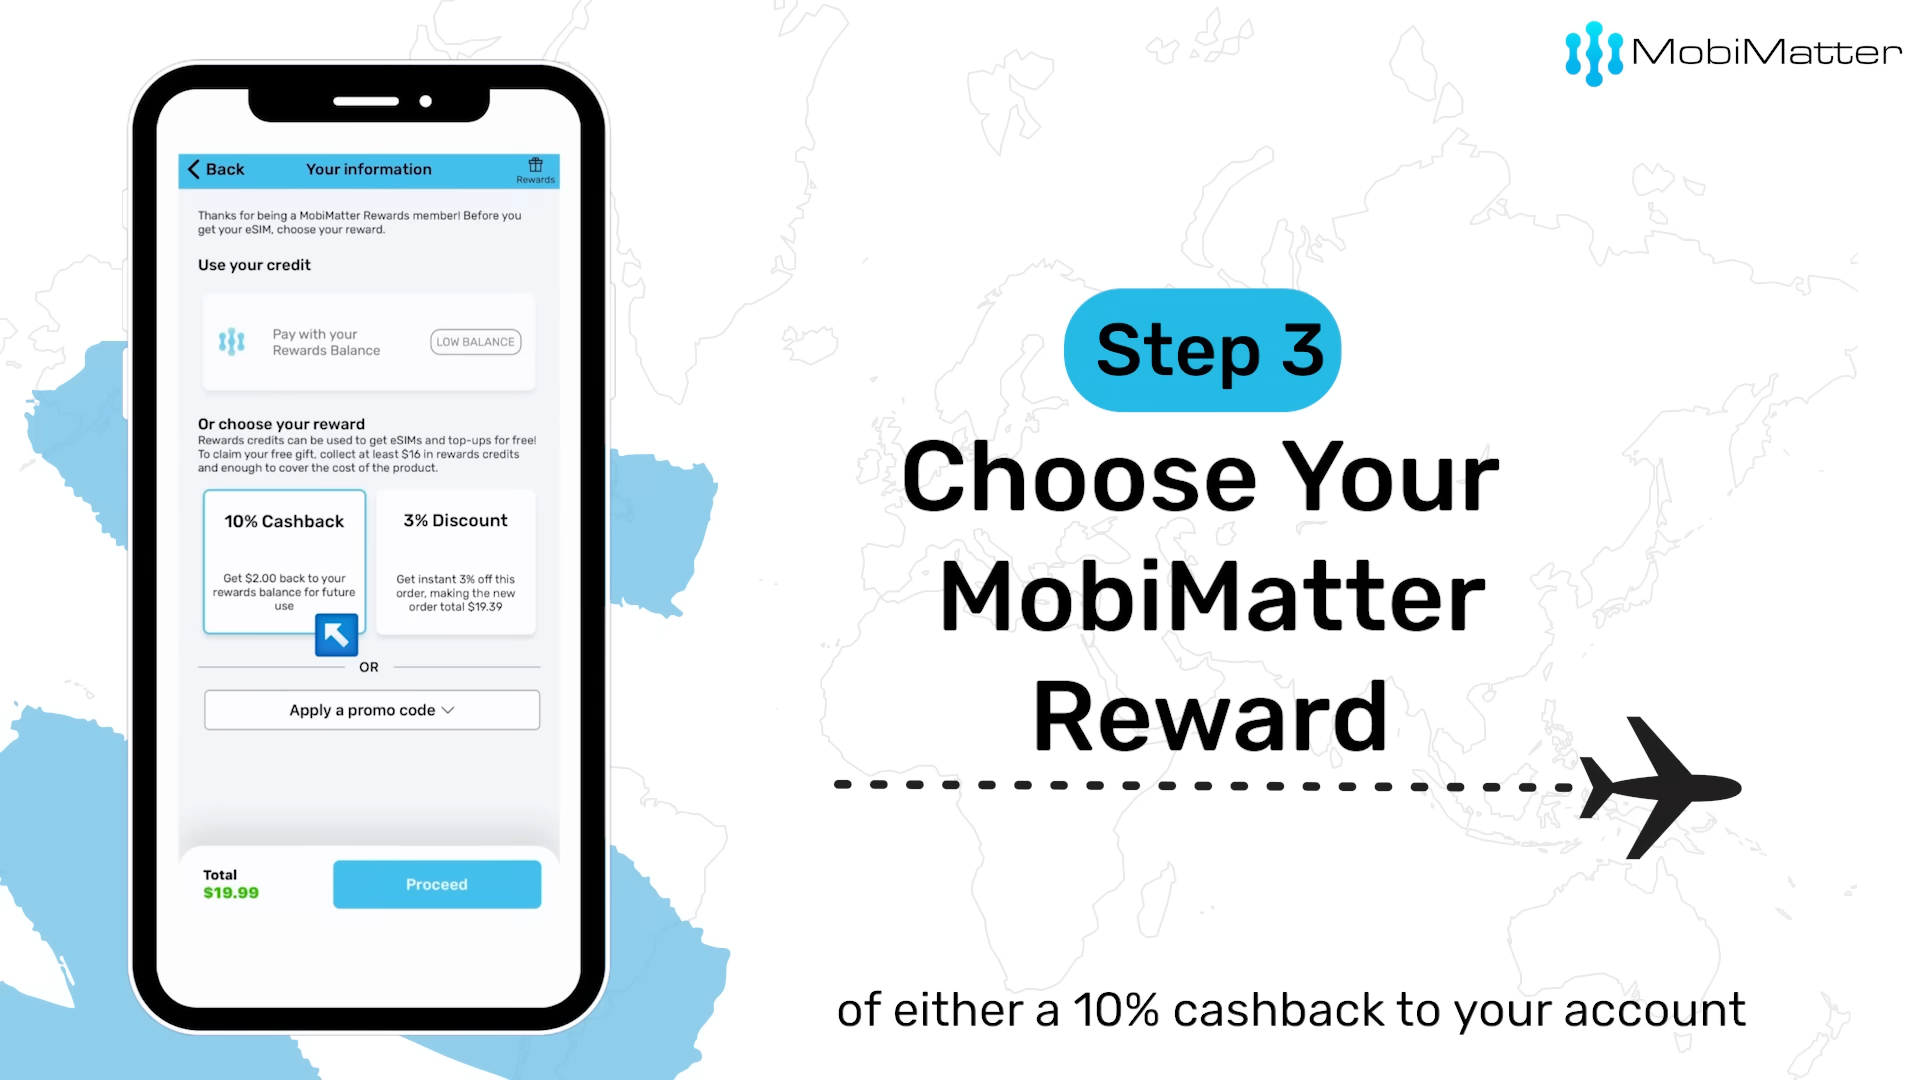 MobiMatter
Back
Your information
Rewards
Thanks for being a MobiMatter Rewards member! Before you
get your eSIM, choose your reward.
Use your credit
Pay with your
Rewards Balance
LOW BALANCE
Or choose your reward
Rewards credits can be used to get eSIMs and top-ups for free!
To claim your free gift, collect at least $16 in rewards credits
and enough to cover the cost of the product.
10% Cashback
Get $2.00 back to your
rewards balance for future
use
3% Discount
Get instant 3% off this
order, making the new
order total $19.39
OR
Apply a promo code
Total
$19.99
Proceed
Step 3
Choose Your
MobiMatter
Reward
of either a 10% cashback to your account